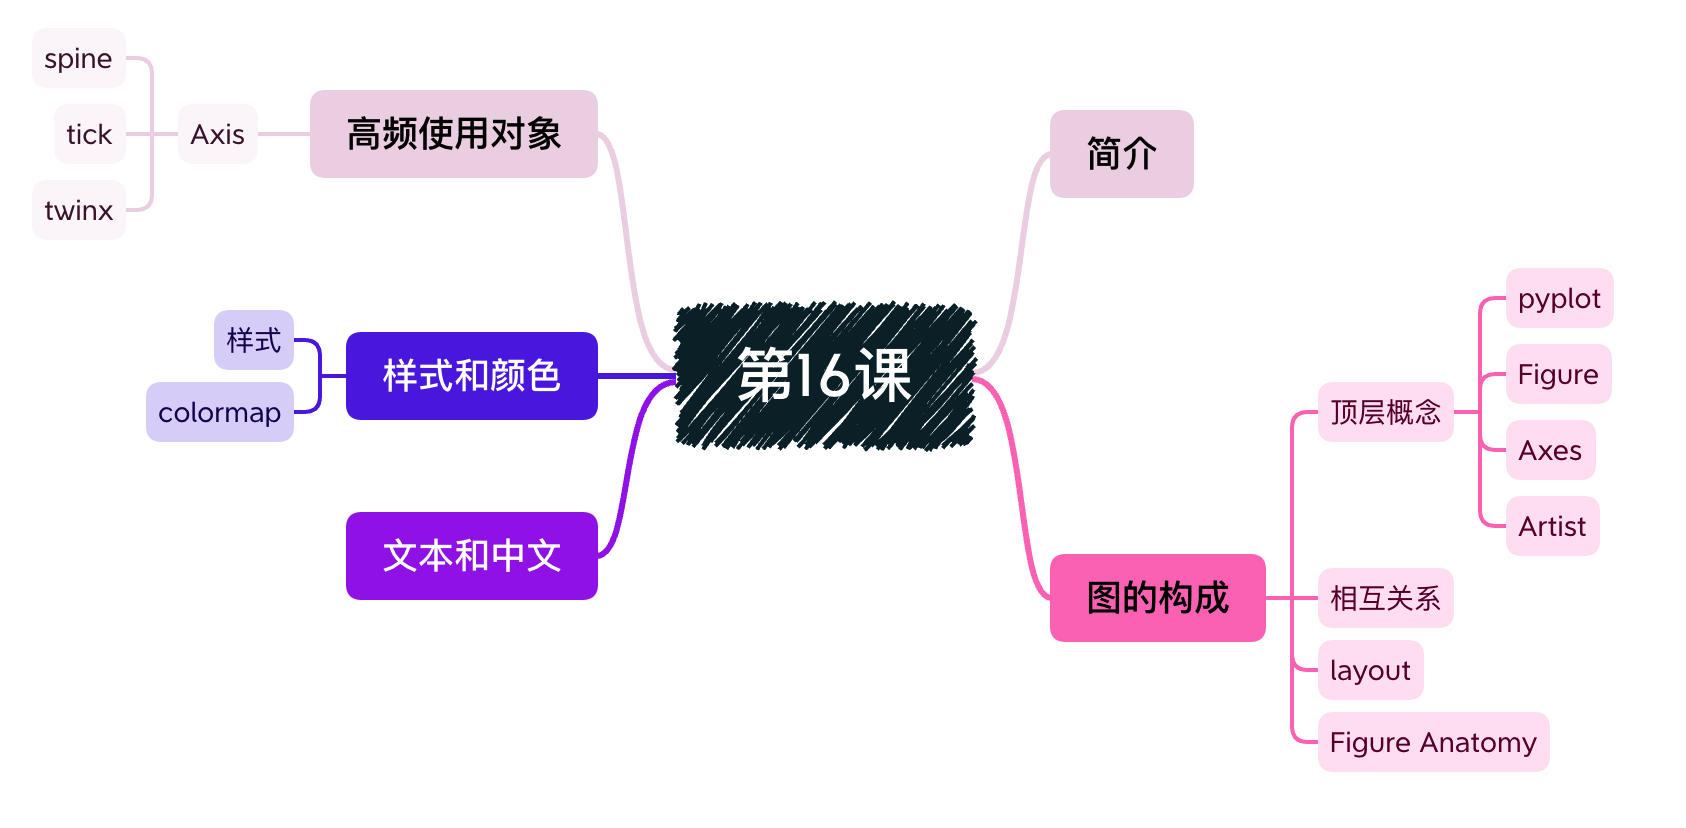 第16课
简介
图的构成
顶层概念
pyplot
Figure
Axes
Artist
相互关系
layout
Figure Anatomy
高频使用对象
Axis
spine
tick
twinx
样式和颜色
样式
colormap
文本和中文